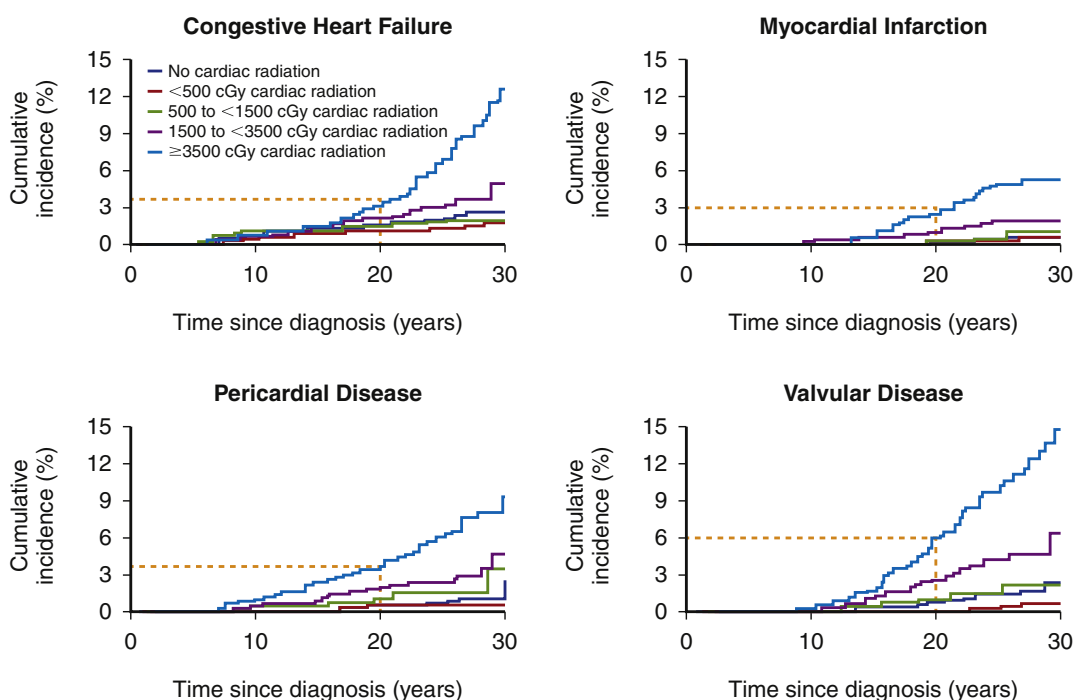 Congestive Heart Failure
Cumulative
incidence (%)
15
12
9
6
3
0
No cardiac radiation
<500 cGy cardiac radiation
500 to <1500 cGy cardiac radiation
1500 to <3500 cGy cardiac radiation
≥3500 cGy cardiac radiation
0 10 20 30
Time since diagnosis (years)
Myocardial Infarction
Cumulative
incidence (%)
15
12
9
6
3
0
0 10 20 30
Time since diagnosis (years)
Pericardial Disease
Cumulative
incidence (%)
15
12
9
6
3
0
0 10 20 30
Time since diagnosis (years)
Valvular Disease
Cumulative
incidence (%)
15
12
9
6
3
0
0 10 20 30
Time since diagnosis (years)